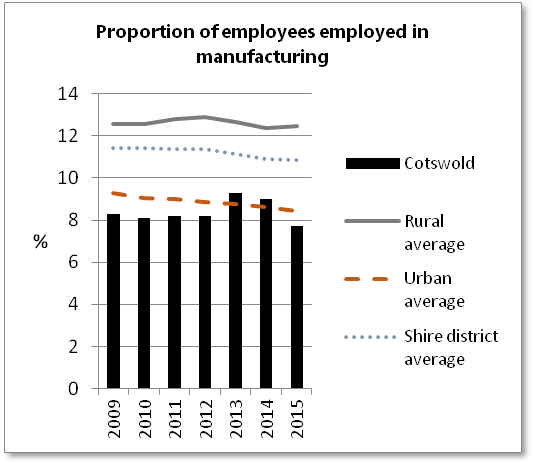 Proportion of employees employed in
manufacturing
14
12
10
8
6
4
2
0
%
2009
2010
2011
2012
2013
2014
2015
Cotswold
Rural
average
Urban
average
Shire district
average